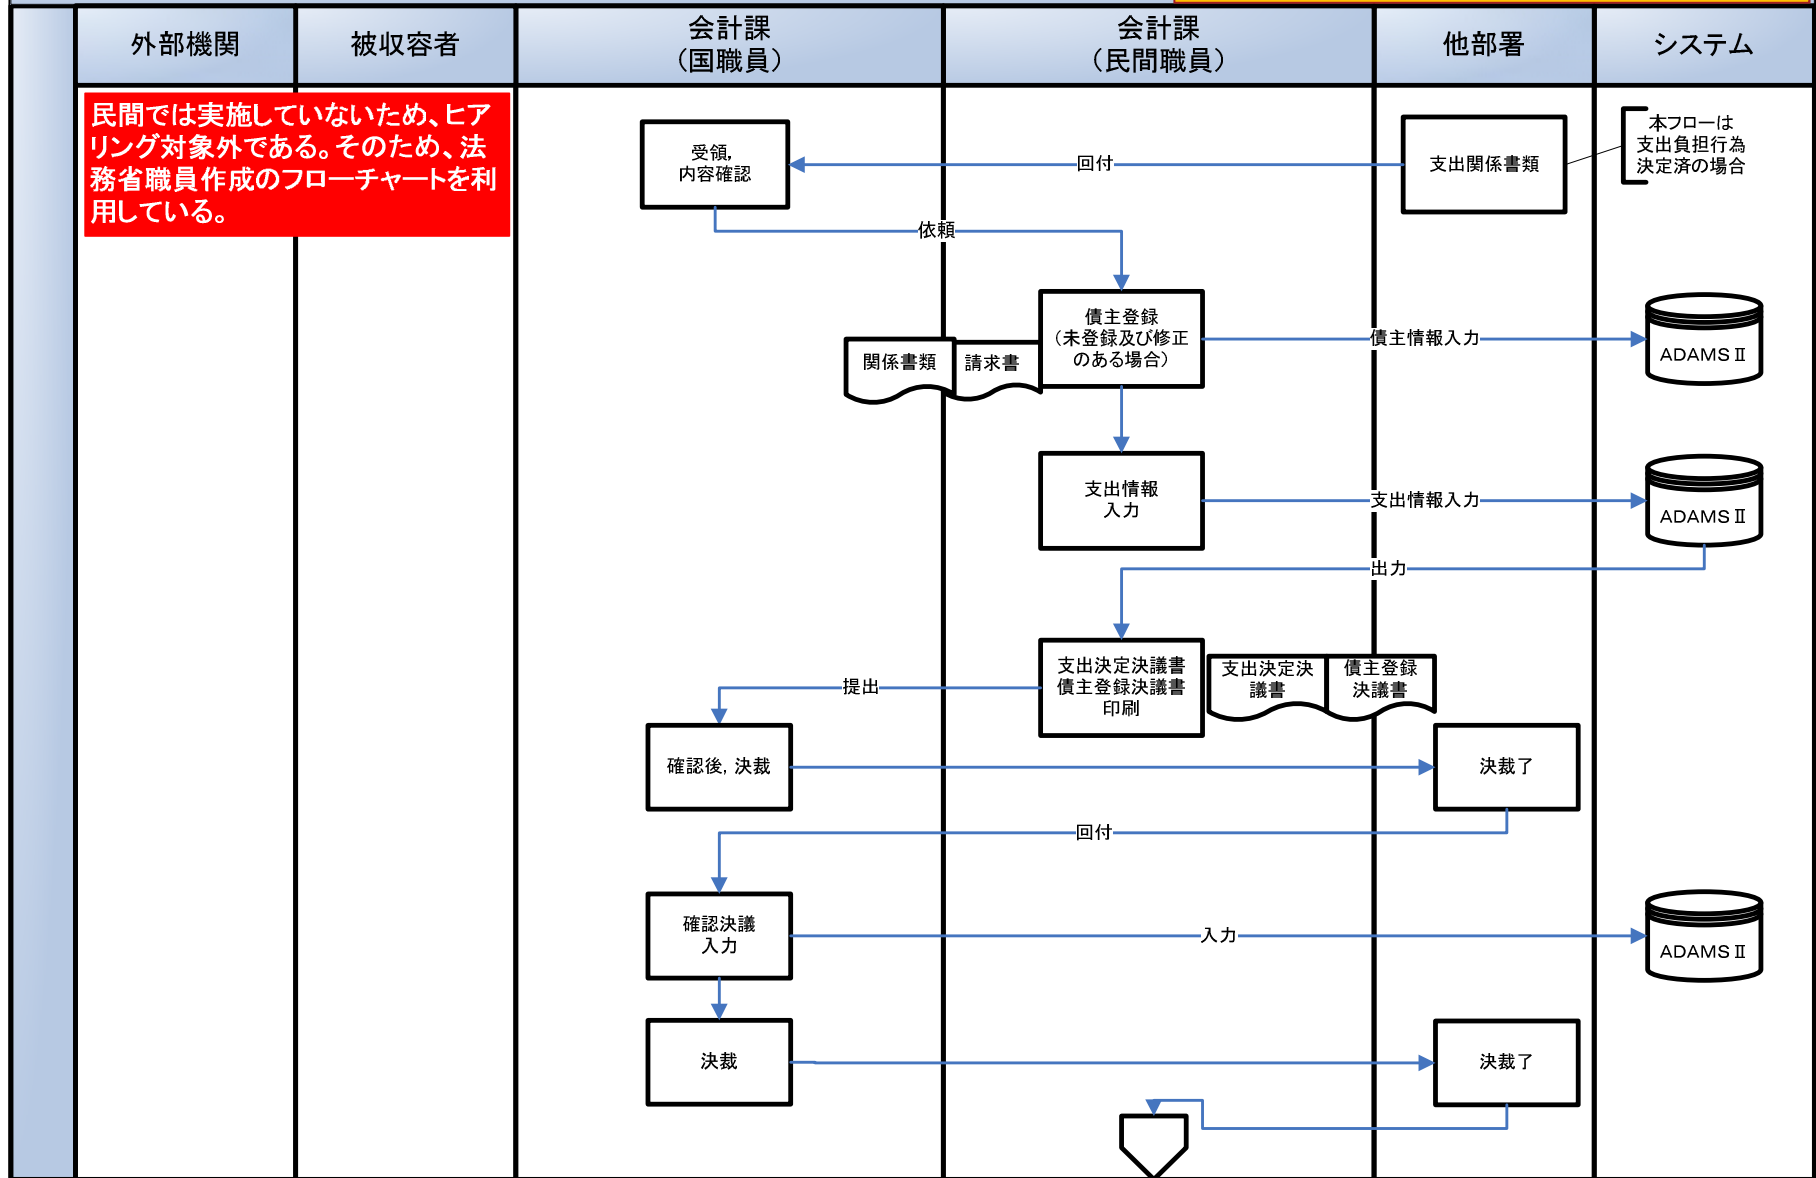 外部機関
被収容者
会計課
（国職員）
会計課
（民間職員）
他部署
システム
民間では実施していないため、ヒア
リング対象外である。そのため、法
務省職員作成のフローチャートを利
用している。
受領，
内容確認
回付
支出関係書類
本フローは
支出負担行為
決定済の場合
依頼
債主登録
（未登録及び修正
のある場合）
関係書類
請求書
債主情報入力
ADAMSⅡ
支出情報
入力
支出情報入力
ADAMSⅡ
出力
支出決定決議書
債主登録決議書
印刷
支出決定決
議書
債主登録
決議書
提出
確認後，決裁
決裁了
回付
確認決議
入力
入力
ADAMSⅡ
決裁
決裁了